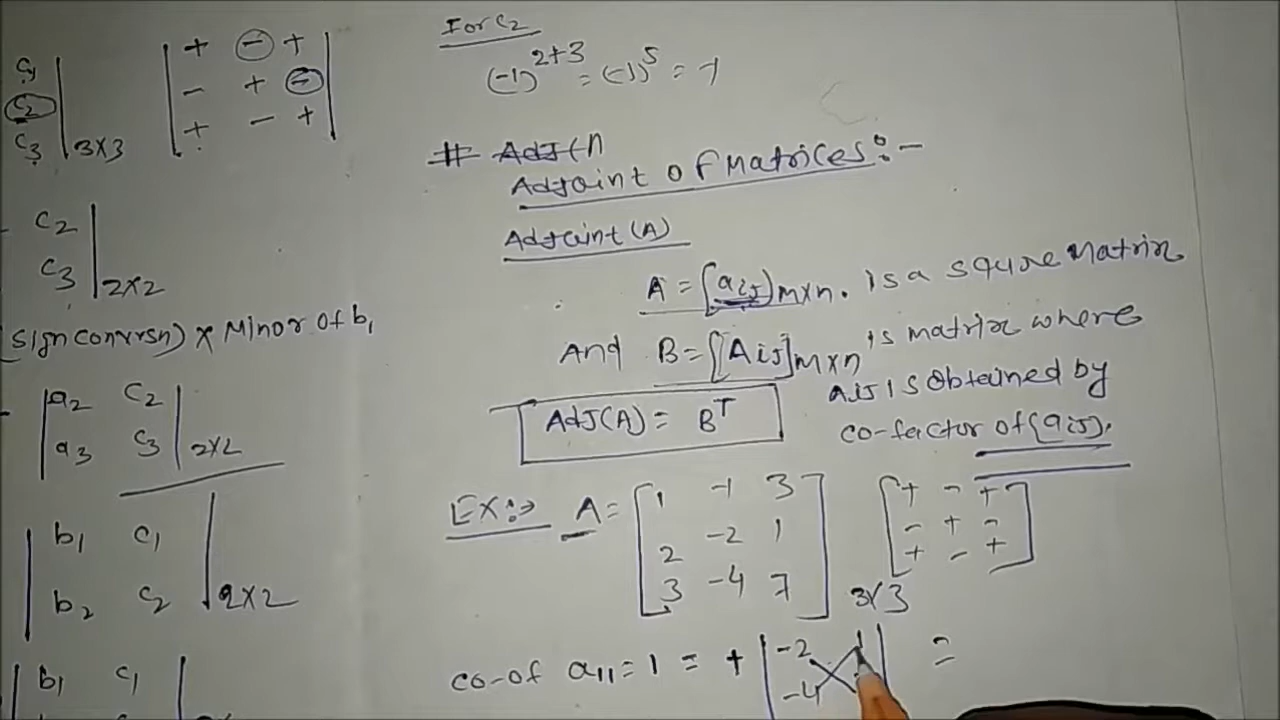 C1
C2
C3
3×3
+ - +
- + -
+ - +
C2
C3
2×2
(Sign convrsn) × Minor of b1
a2 C2
a3 C3
2×2
b1 C1
b2 C2
2×2
b1 C1
For C2
(-1)^2+3 = (-1)^5 = -1
# Adj(n
Adjoint of Matrices:-
Adjoint (A)
A = [aij]m×n. is a squre Matrix
And B = [Aij]m×n is matrix where
Aij is obtained by
co-factor of [aij].
Adj(A) = B^T
Ex:→ A = [1 -1 3
2 -2 1
3 -4 7]
3×3
[+ - +
- + -
+ - +]
co-of a11 = 1 = + | -2 1 | =
-4